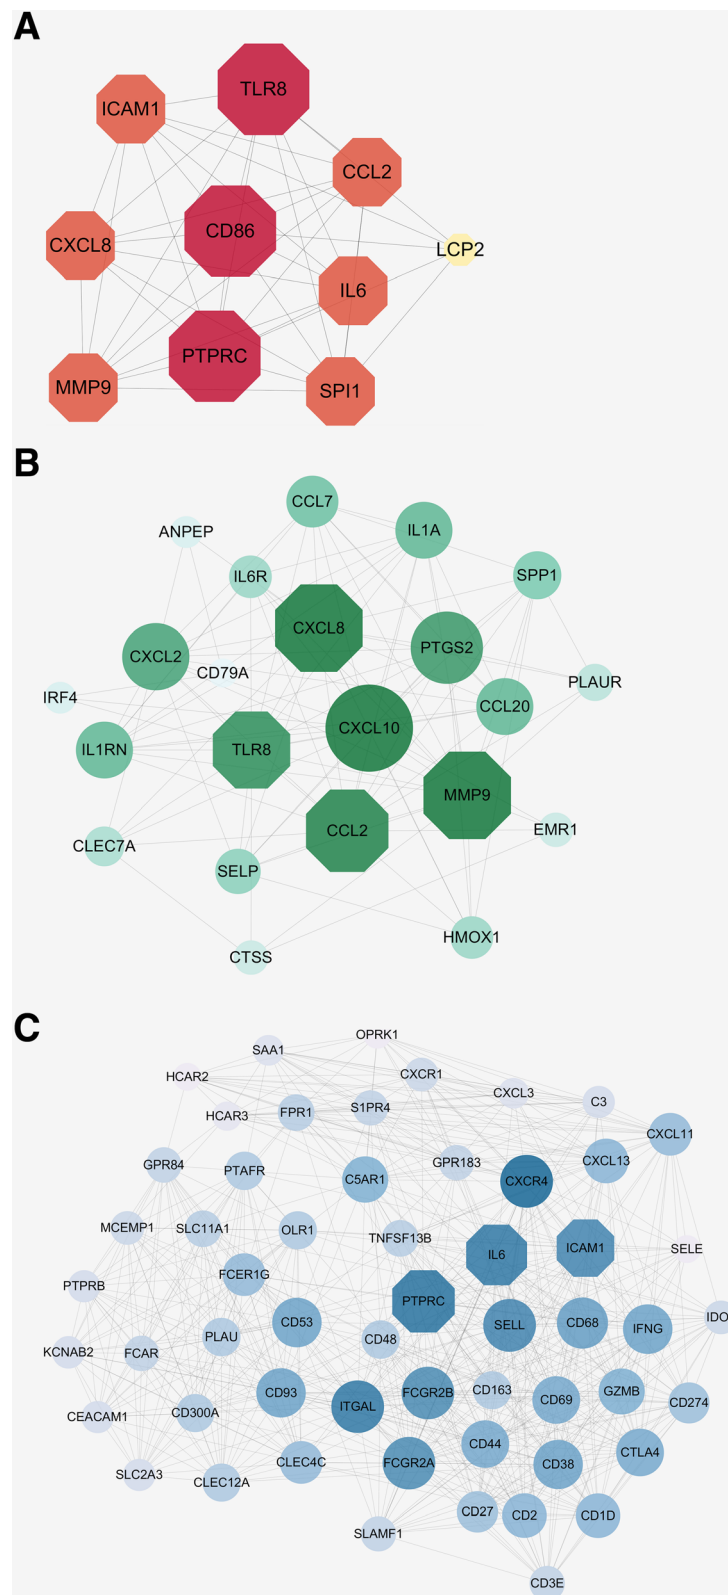 A
TLR8
ICAM1
CCL2
CD86
CXCL8
LCP2
IL6
PTPRC
MMP9
SPI1
B
CCL7
ANPEP
IL1A
IL6R
SPP1
CXCL8
PTGS2
CXCL2
CD79A
PLAUR
IRF4
CCL20
CXCL10
IL1RN
TLR8
MMP9
CCL2
EMR1
CLEC7A
SELP
HMOX1
CTSS
C
OPRK1
SAA1
HCAR2
CXCR1
CXCL3
C3
HCAR3
FPR1
S1PR4
CXCL11
GPR84
PTAFR
C5AR1
GPR183
CXCR4
CXCL13
MCEMP1
SLC11A1
OLR1
TNFSF13B
IL6
ICAM1
SELE
PTPRB
FCER1G
PTPRC
KCNAB2
FCAR
PLAU
CD53
CD48
SELL
CD68
IFNG
IDO
CEACAM1
CD300A
CD93
ITGAL
FCGR2B
CD163
CD69
GZMB
CD274
SLC2A3
CLEC12A
CLEC4C
FCGR2A
CD44
CD38
CTLA4
SLAMF1
CD27
CD2
CD1D
CD3E